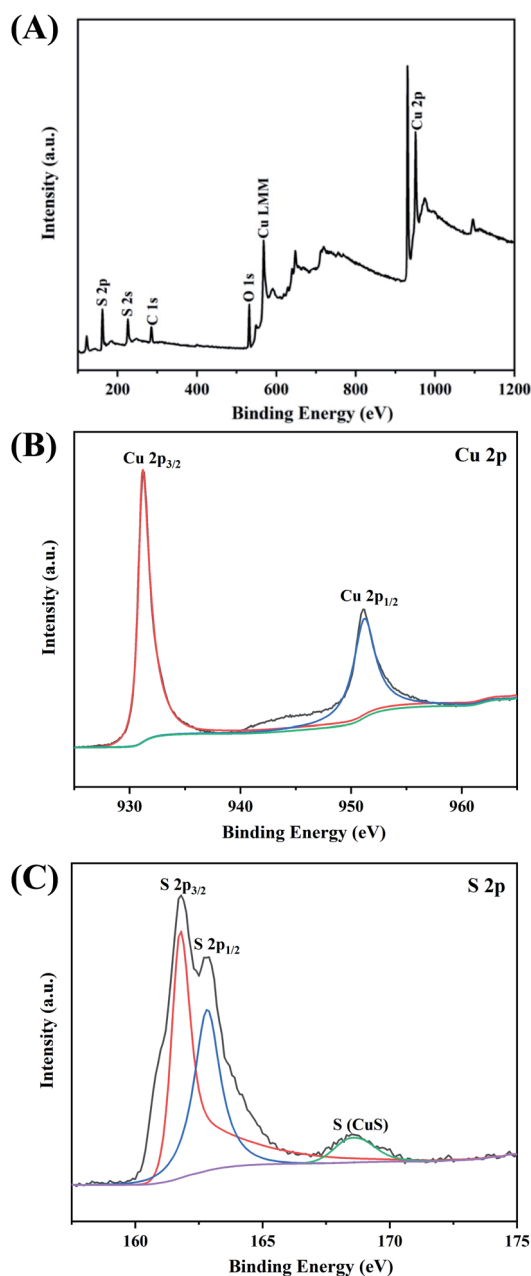 (A)
Intensity (a.u.)
S 2p
S 2s
C 1s
O 1s
Cu LMM
Cu 2p
200 400 600 800 1000 1200
Binding Energy (eV)
(B)
Cu 2p
Cu 2p3/2
Cu 2p1/2
Intensity (a.u.)
930 940 950 960
Binding Energy (eV)
(C)
S 2p
S 2p3/2
S 2p1/2
S (CuS)
Intensity (a.u.)
160 165 170 175
Binding Energy (eV)